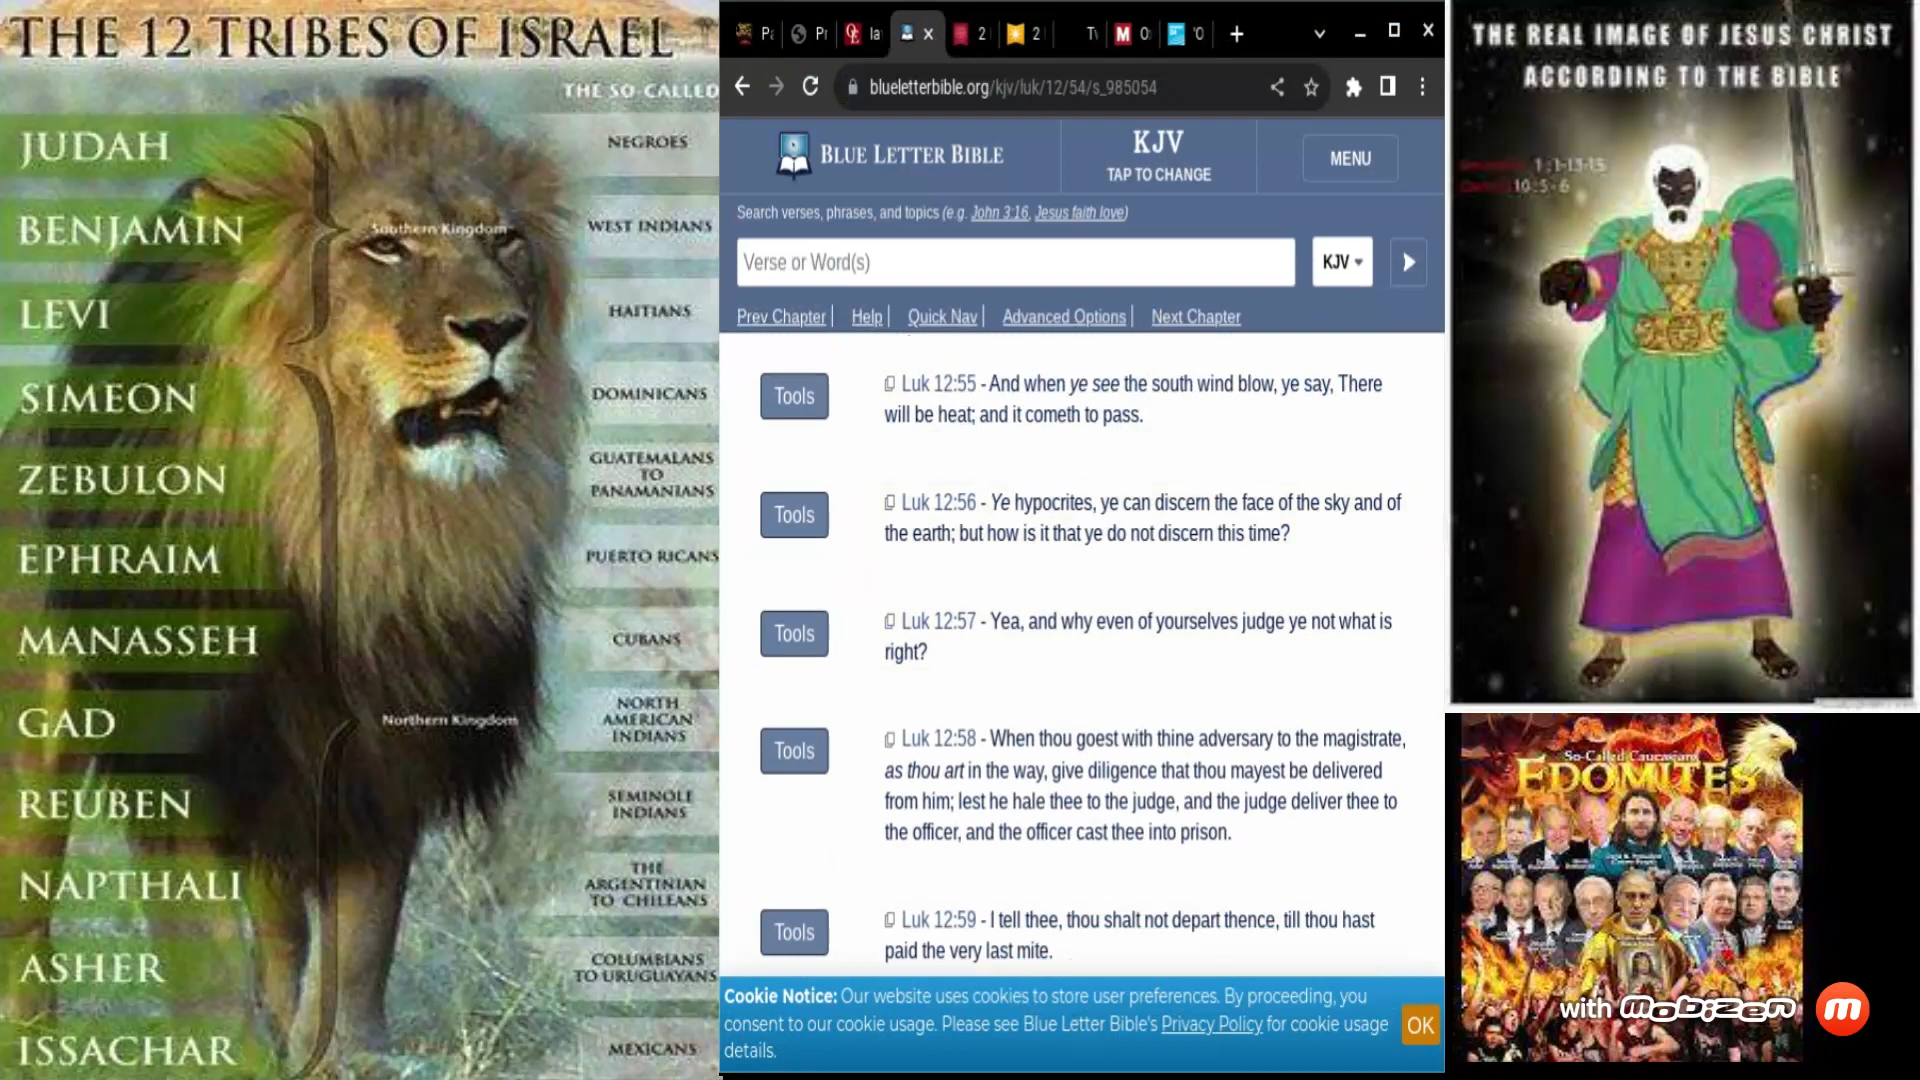 THE 12 TRIBES OF ISRAEL
THE SO-CALLED
JUDAH
NEGROES
BENJAMIN
WEST INDIANS
Southern Kingdom
LEVI
HAITIANS
SIMEON
DOMINICANS
ZEBULON
GUATEMALANS
TO
PANAMANIANS
EPHRAIM
PUERTO RICANS
MANASSEH
CUBANS
GAD
Northern Kingdom
NORTH
AMERICAN
INDIANS
REUBEN
SEMINOLE
INDIANS
NAPTHALI
THE
ARGENTINIAN
TO CHILEANS
ASHER
COLUMBIANS
TO URUGUAYANS
ISSACHAR
MEXICANS
blueletterbible.org/kjv/luk/12/54/s_985054
BLUE LETTER BIBLE
KJV
TAP TO CHANGE
MENU
Search verses, phrases, and topics (e.g. John 3:16, Jesus faith love)
Verse or Word(s)
KJV
Prev Chapter | Help | Quick Nav | Advanced Options | Next Chapter
Tools
Luk 12:55 - And when ye see the south wind blow, ye say, There
will be heat; and it cometh to pass.
Tools
Luk 12:56 - Ye hypocrites, ye can discern the face of the sky and of
the earth; but how is it that ye do not discern this time?
Tools
Luk 12:57 - Yea, and why even of yourselves judge ye not what is
right?
Tools
Luk 12:58 - When thou goest with thine adversary to the magistrate,
as thou art in the way, give diligence that thou mayest be delivered
from him; lest he hale thee to the judge, and the judge deliver thee to
the officer, and the officer cast thee into prison.
Tools
Luk 12:59 - I tell thee, thou shalt not depart thence, till thou hast
paid the very last mite.
Cookie Notice: Our website uses cookies to store user preferences. By proceeding, you
consent to our cookie usage. Please see Blue Letter Bible's Privacy Policy for cookie usage
details.
OK
THE REAL IMAGE OF JESUS CHRIST
ACCORDING TO THE BIBLE
1:1-13-15
10:5-6
So-Called Caucasians
EDOMITES
with mobizen